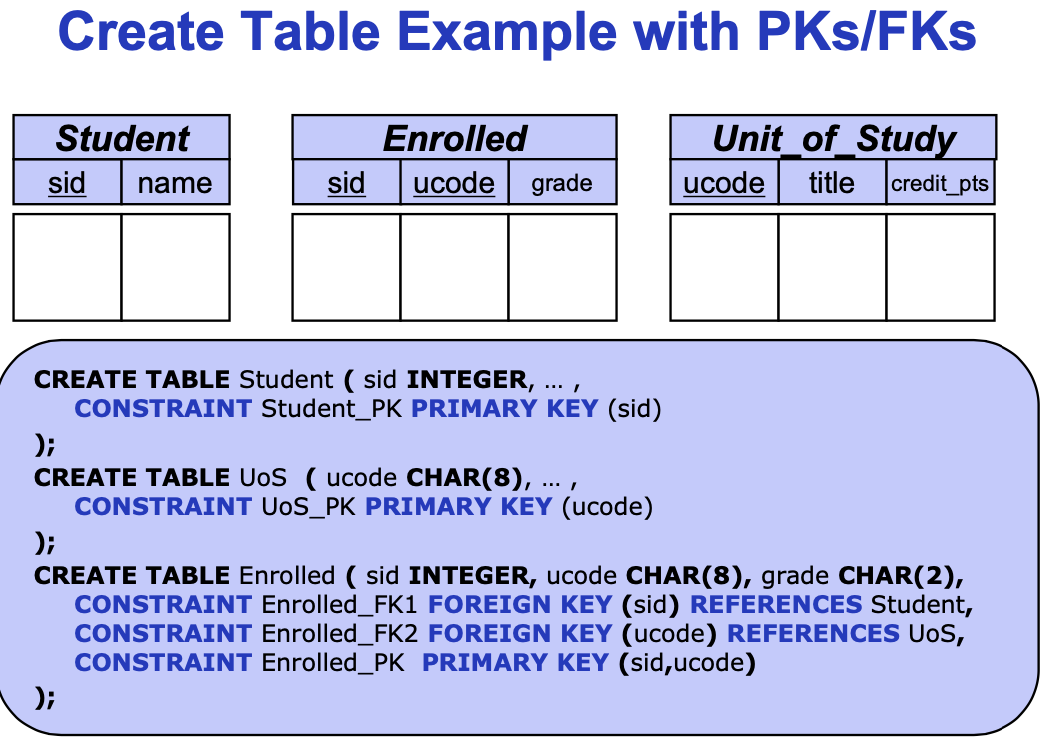 Create Table Example with PKs/FKs
Student
sid name
Enrolled
sid ucode grade
Unit_of_Study
ucode title credit_pts
CREATE TABLE Student ( sid INTEGER, ... ,
CONSTRAINT Student_PK PRIMARY KEY (sid)
);
CREATE TABLE UoS ( ucode CHAR(8), ... ,
CONSTRAINT UoS_PK PRIMARY KEY (ucode)
);
CREATE TABLE Enrolled ( sid INTEGER, ucode CHAR(8), grade CHAR(2),
CONSTRAINT Enrolled_FK1 FOREIGN KEY (sid) REFERENCES Student,
CONSTRAINT Enrolled_FK2 FOREIGN KEY (ucode) REFERENCES UoS,
CONSTRAINT Enrolled_PK PRIMARY KEY (sid,ucode)
);